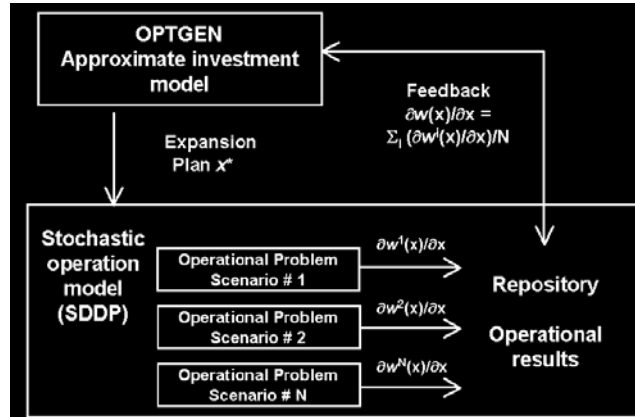 OPTGEN
Approximate investment
model
Feedback
∂w(x)/∂x =
Σᵢ (∂wⁱ(x)/∂x)/N
Expansion
Plan x*
Stochastic
operation
model
(SDDP)
Operational Problem
Scenario # 1
∂w¹(x)/∂x
Operational Problem
Scenario # 2
∂w²(x)/∂x
Operational Problem
Scenario # N
∂wᴺ(x)/∂x
Repository
Operational
results